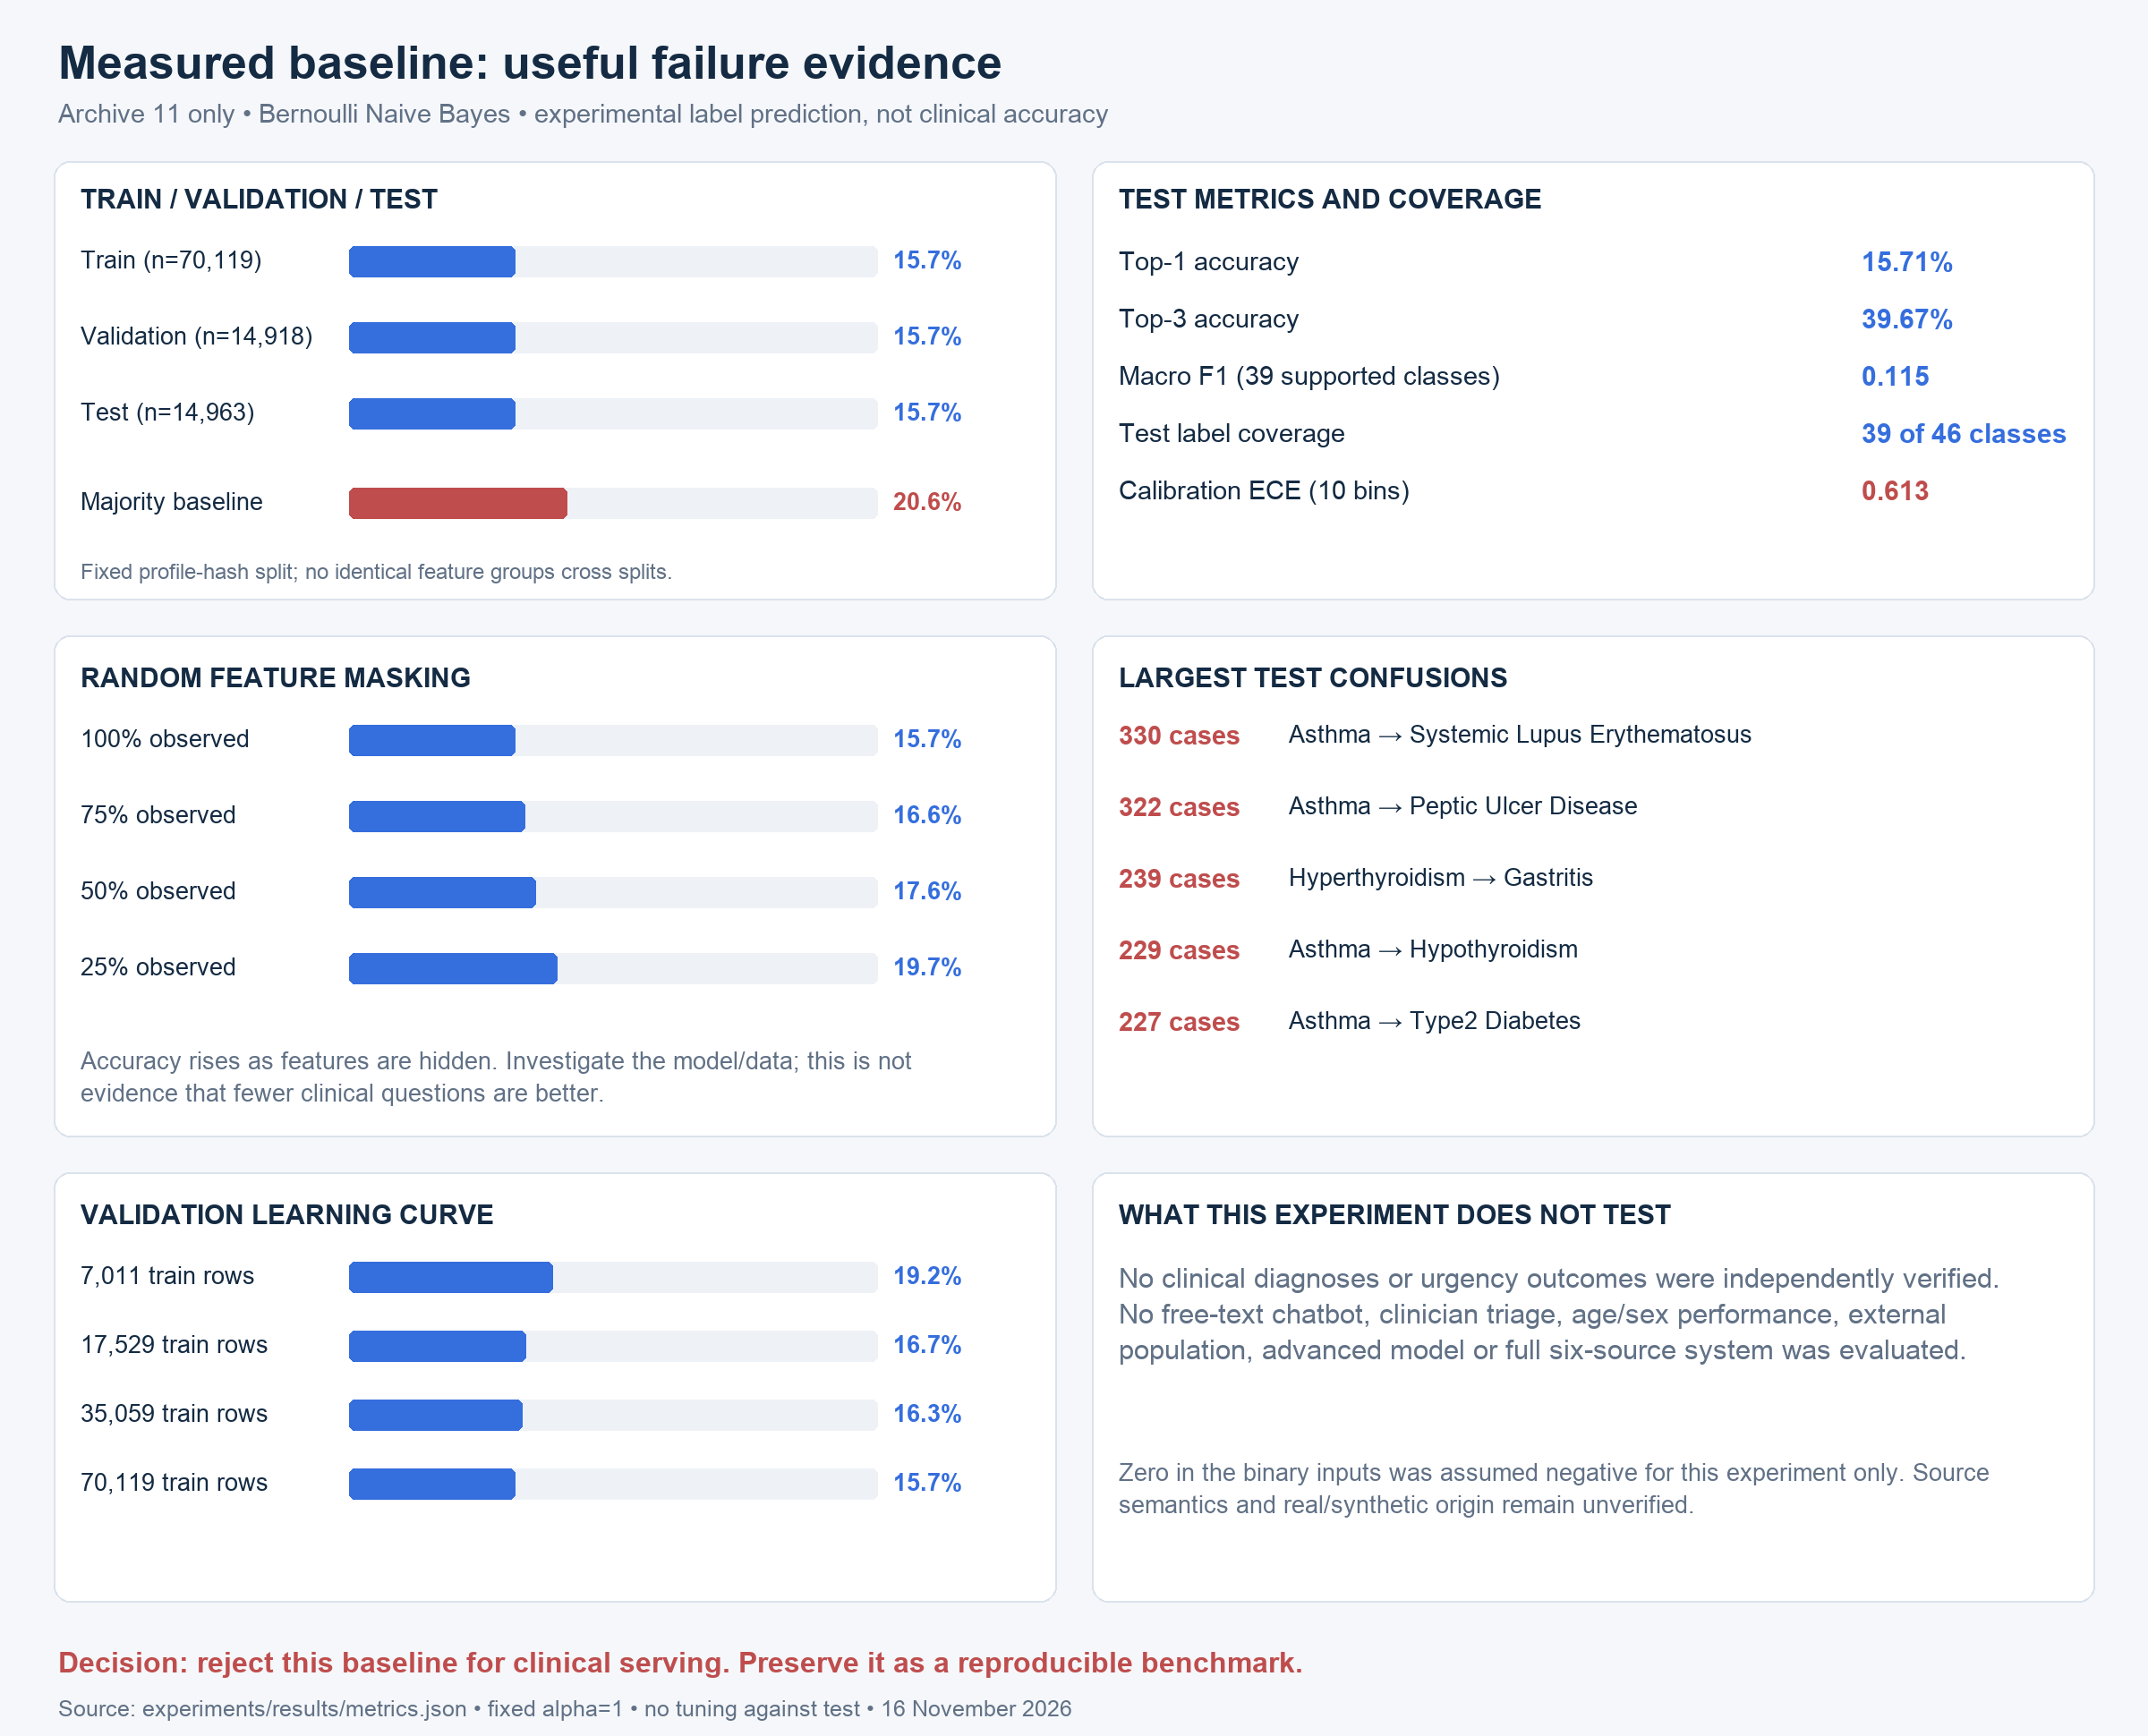 Measured baseline: useful failure evidence
Archive 11 only • Bernoulli Naive Bayes • experimental label prediction, not clinical accuracy
TRAIN / VALIDATION / TEST
Train (n=70,119) 15.7%
Validation (n=14,918) 15.7%
Test (n=14,963) 15.7%
Majority baseline 20.6%
Fixed profile-hash split; no identical feature groups cross splits.
TEST METRICS AND COVERAGE
Top-1 accuracy 15.71%
Top-3 accuracy 39.67%
Macro F1 (39 supported classes) 0.115
Test label coverage 39 of 46 classes
Calibration ECE (10 bins) 0.613
RANDOM FEATURE MASKING
100% observed 15.7%
75% observed 16.6%
50% observed 17.6%
25% observed 19.7%
Accuracy rises as features are hidden. Investigate the model/data; this is not
evidence that fewer clinical questions are better.
LARGEST TEST CONFUSIONS
330 cases Asthma → Systemic Lupus Erythematosus
322 cases Asthma → Peptic Ulcer Disease
239 cases Hyperthyroidism → Gastritis
229 cases Asthma → Hypothyroidism
227 cases Asthma → Type2 Diabetes
VALIDATION LEARNING CURVE
7,011 train rows 19.2%
17,529 train rows 16.7%
35,059 train rows 16.3%
70,119 train rows 15.7%
WHAT THIS EXPERIMENT DOES NOT TEST
No clinical diagnoses or urgency outcomes were independently verified.
No free-text chatbot, clinician triage, age/sex performance, external
population, advanced model or full six-source system was evaluated.
Zero in the binary inputs was assumed negative for this experiment only. Source
semantics and real/synthetic origin remain unverified.
Decision: reject this baseline for clinical serving. Preserve it as a reproducible benchmark.
Source: experiments/results/metrics.json • fixed alpha=1 • no tuning against test • 16 November 2026